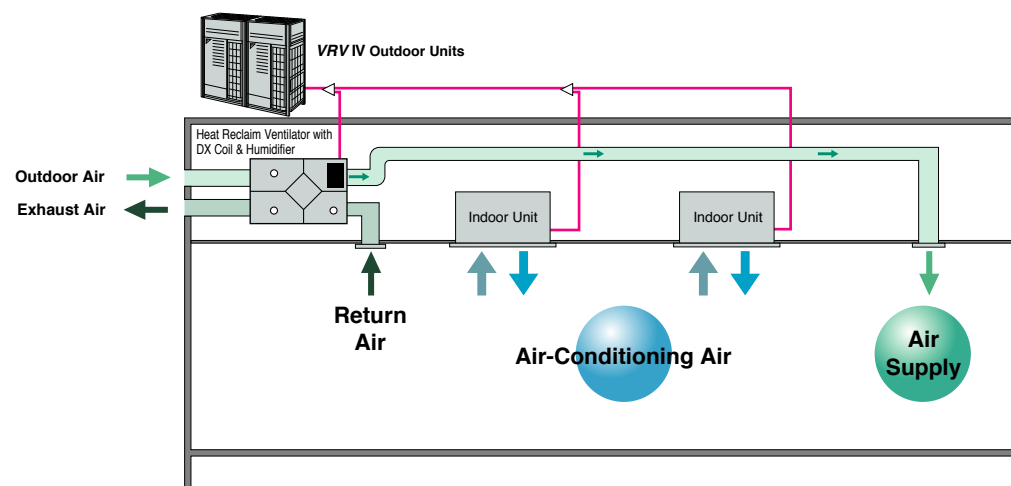 VRV IV Outdoor Units
Heat Reclaim Ventilator with
DX Coil & Humidifier
Outdoor Air
Exhaust Air
Indoor Unit
Indoor Unit
Return
Air
Air-Conditioning Air
Air
Supply